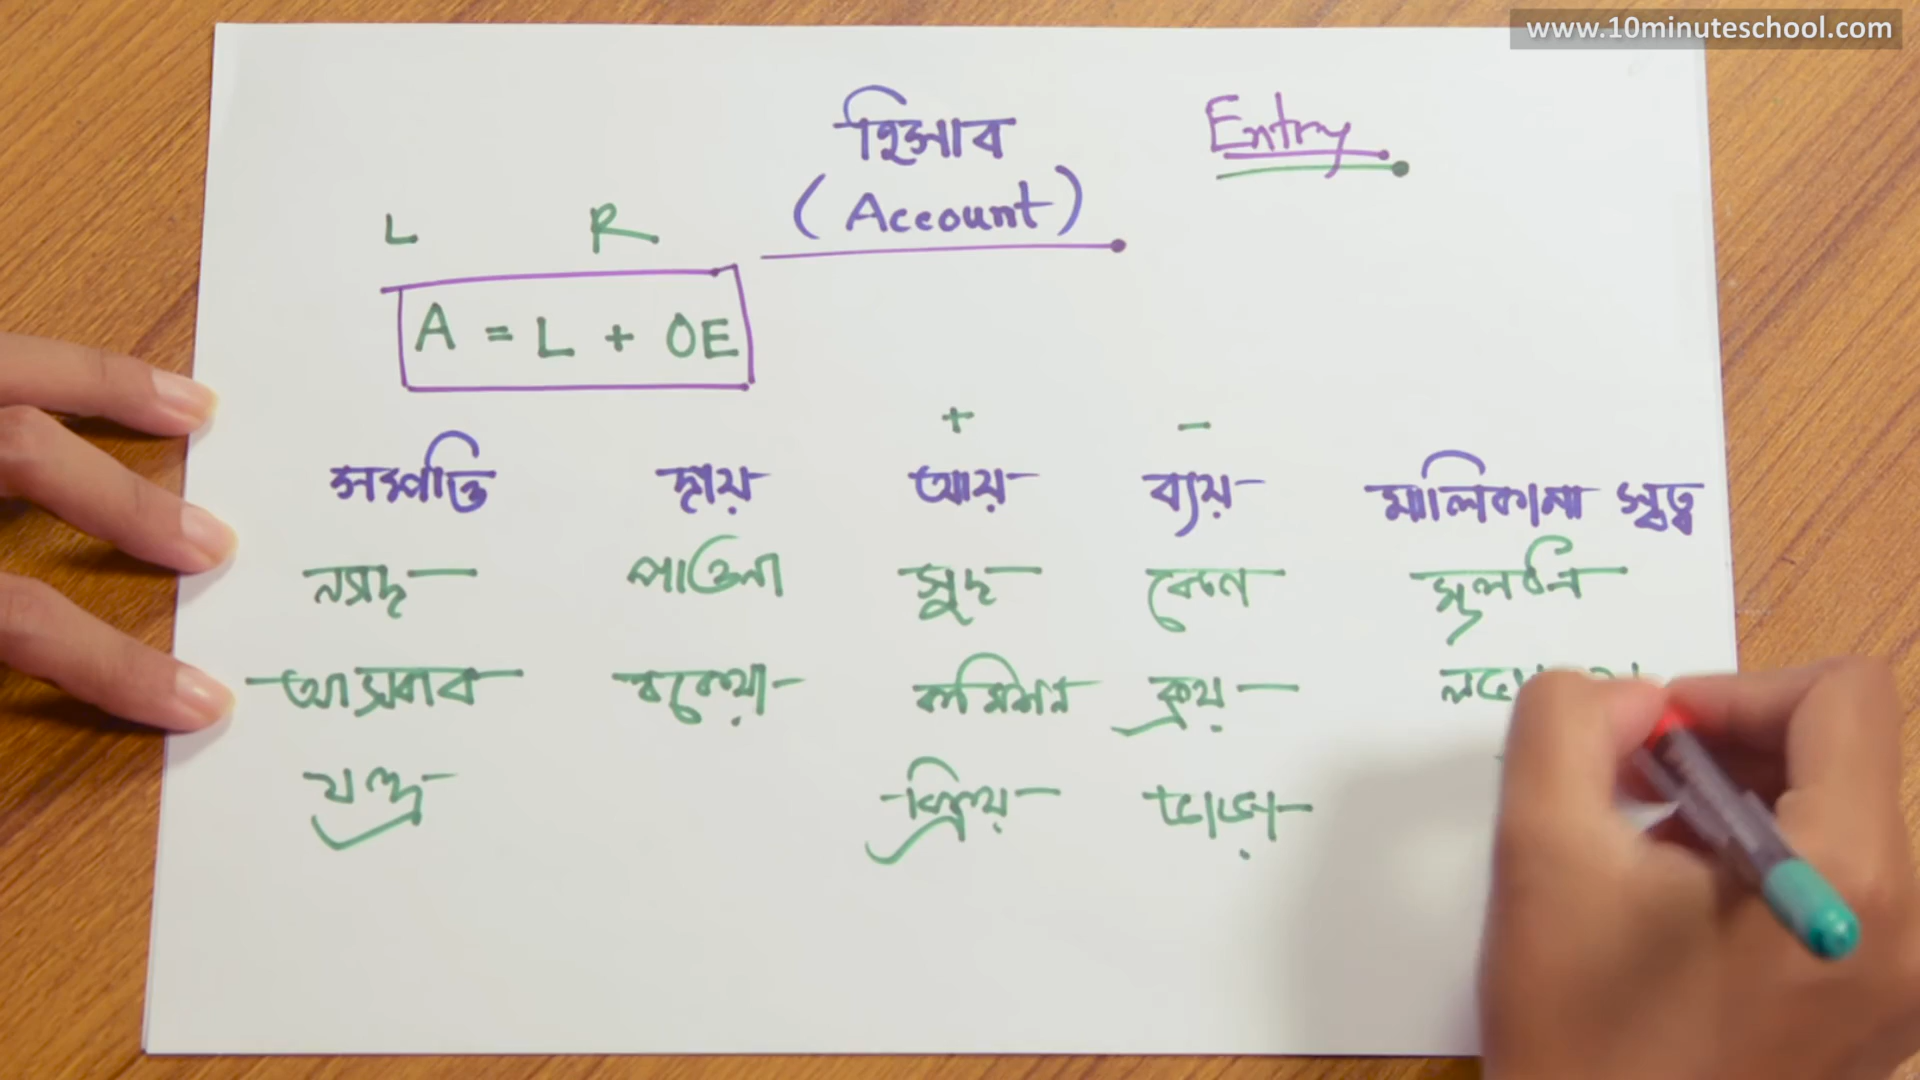 www.10minuteschool.com
হিসাব Entry
(Account)
L R
A = L + OE
+ -
সম্পত্তি দায় আয় ব্যয় মালিকানা স্বত্ব
নগদ পাওনা সুদ বেতন মূলধন
আসবাব বকেয়া কমিশন ক্রয়
যন্ত্র বিক্রয় ভাড়া